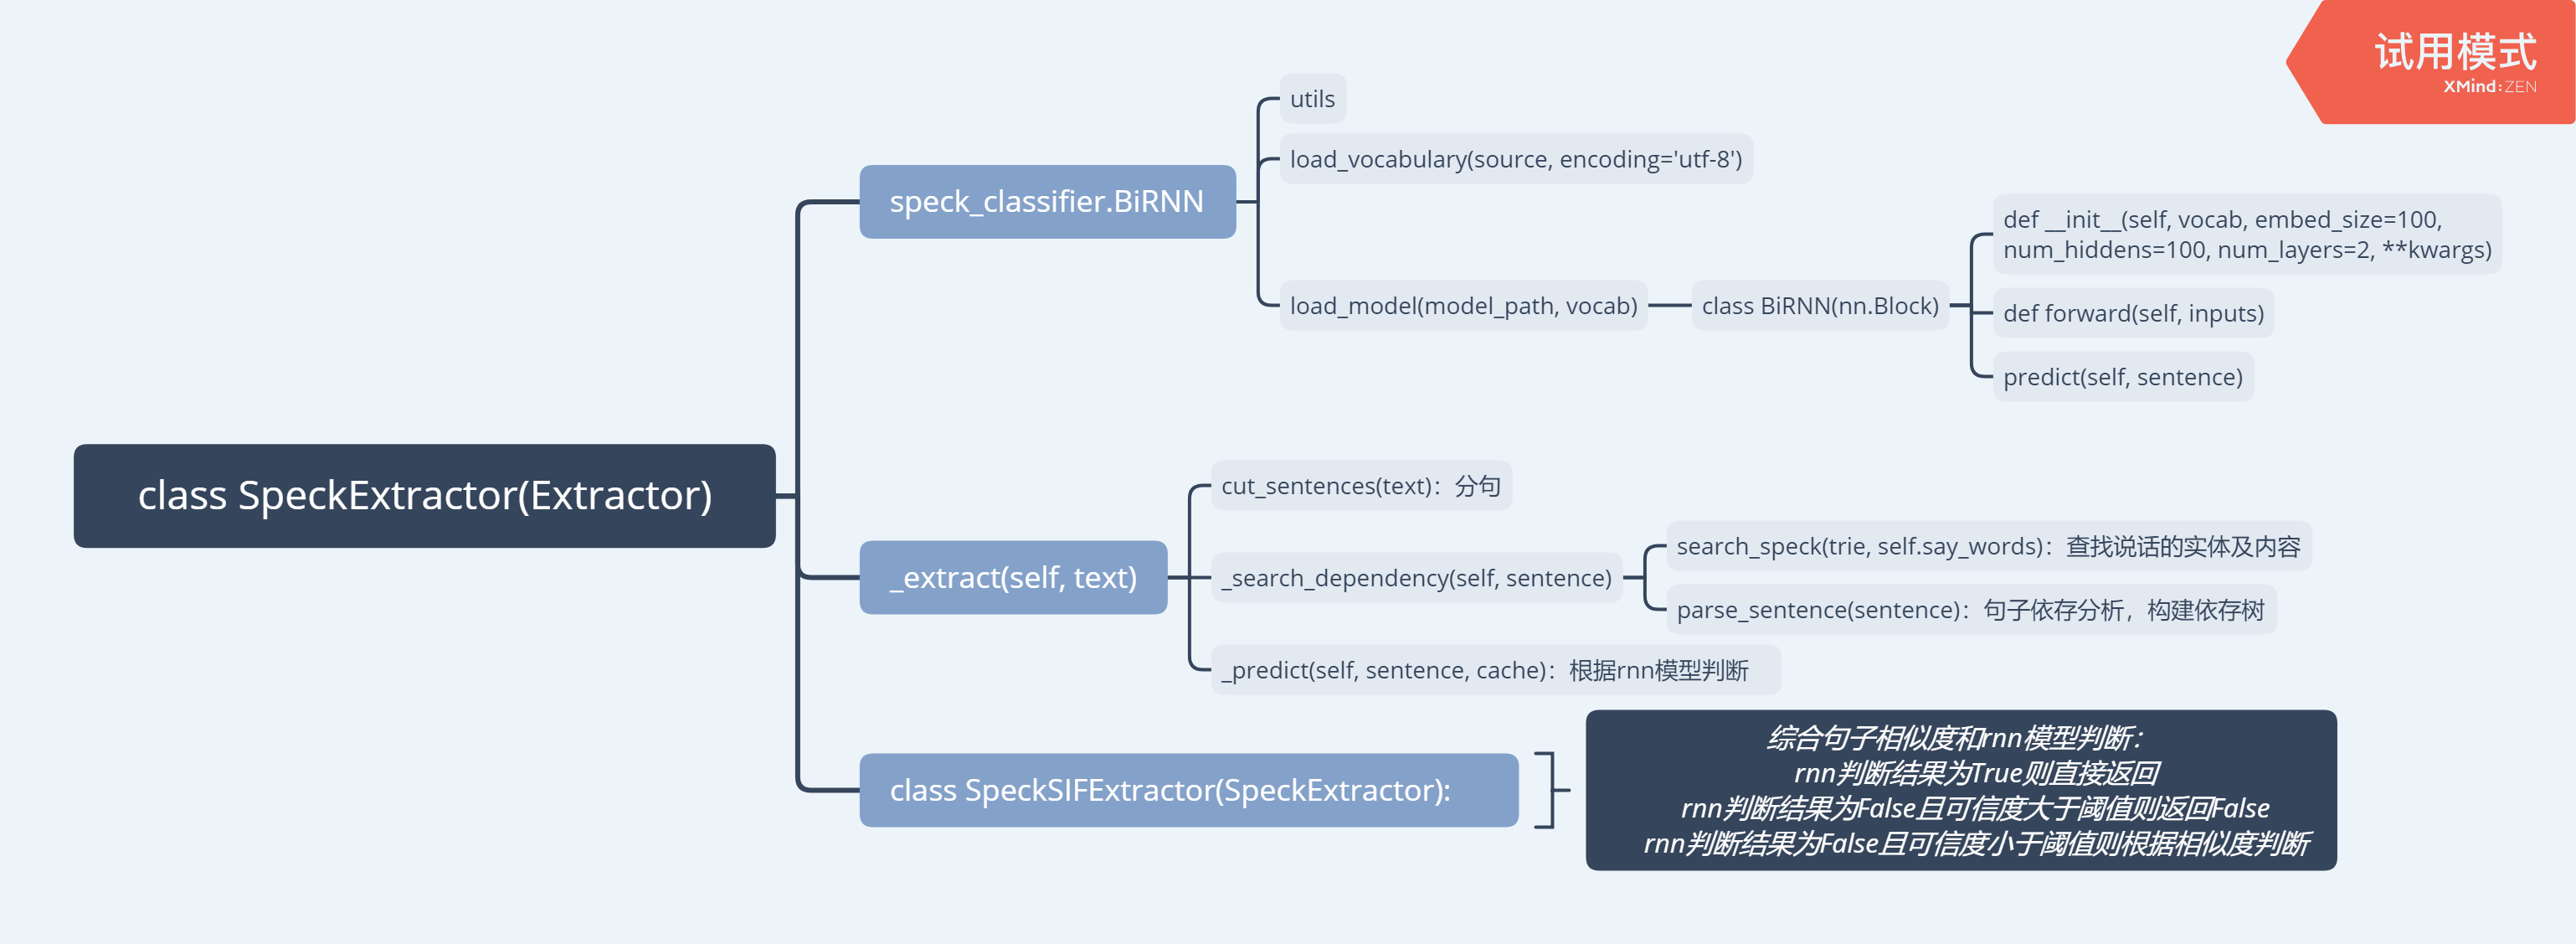 试用模式
XMind:ZEN
class SpeckExtractor(Extractor)
speck_classifier.BiRNN
utils
load_vocabulary(source, encoding='utf-8')
load_model(model_path, vocab)
class BiRNN(nn.Block)
def __init__(self, vocab, embed_size=100,
num_hiddens=100, num_layers=2, **kwargs)
def forward(self, inputs)
predict(self, sentence)
_extract(self, text)
cut_sentences(text)：分句
_search_dependency(self, sentence)
search_speck(trie, self.say_words)：查找说话的实体及内容
parse_sentence(sentence)：句子依存分析，构建依存树
_predict(self, sentence, cache)：根据rnn模型判断
class SpeckSIFExtractor(SpeckExtractor):
综合句子相似度和rnn模型判断：
rnn判断结果为True则直接返回
rnn判断结果为False且可信度大于阈值则返回False
rnn判断结果为False且可信度小于阈值则根据相似度判断